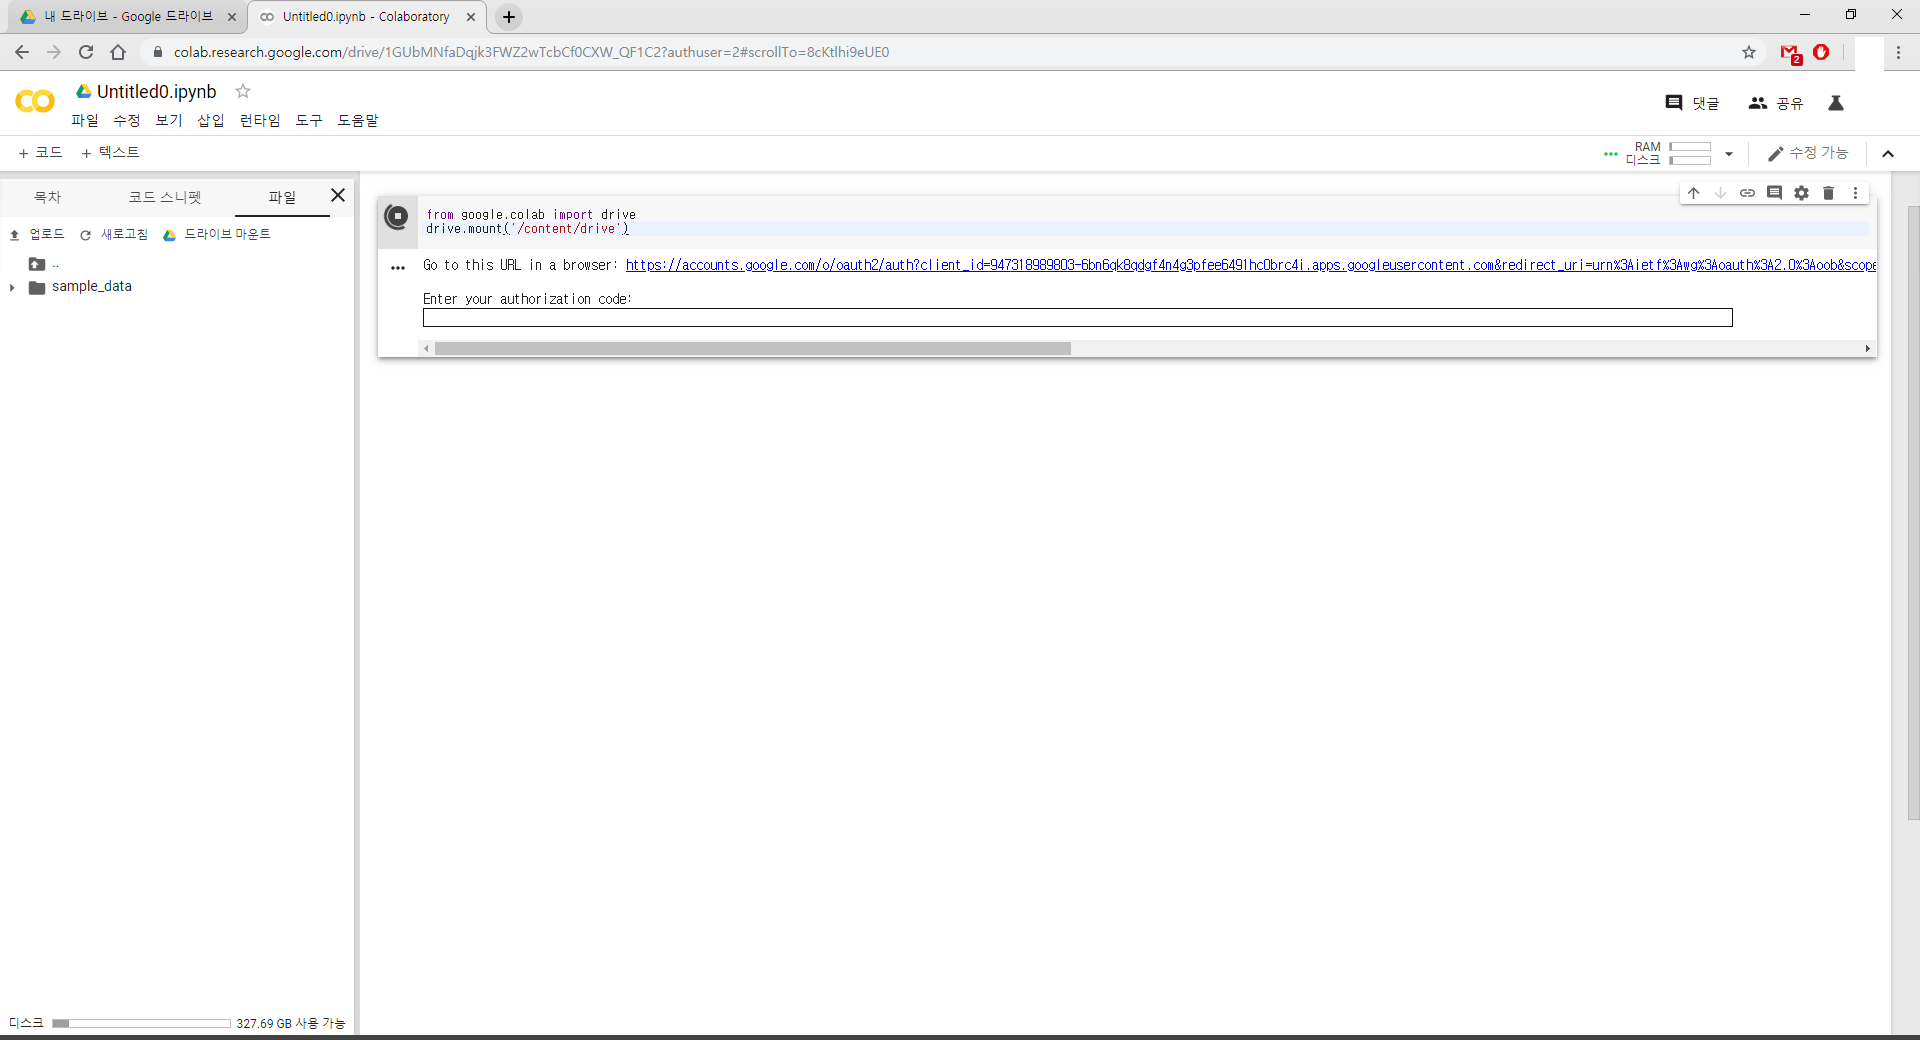 내 드라이브 - Google 드라이브
Untitled0.ipynb - Colaboratory
colab.research.google.com/drive/1GUbMNfaDqjk3FWZ2wTcbCf0CXW_QF1C2?authuser=2#scrollTo=8cKtlhi9eUE0
2
Untitled0.ipynb
댓글 공유
파일 수정 보기 삽입 런타임 도구 도움말
+ 코드 + 텍스트
RAM
디스크
수정 가능
목차 코드 스니펫 파일
업로드 새로고침 드라이브 마운트
..
sample_data
from google.colab import drive
drive.mount('/content/drive')
Go to this URL in a browser: https://accounts.google.com/o/oauth2/auth?client_id=947318989803-6bn6qk8qdgf4n4g3pfee6491hc0brc4i.apps.googleusercontent.com&redirect_uri=urn%3Aietf%3Awg%3Aoauth%3A2.0%3Aoob&scope
Enter your authorization code:
디스크 327.69 GB 사용 가능